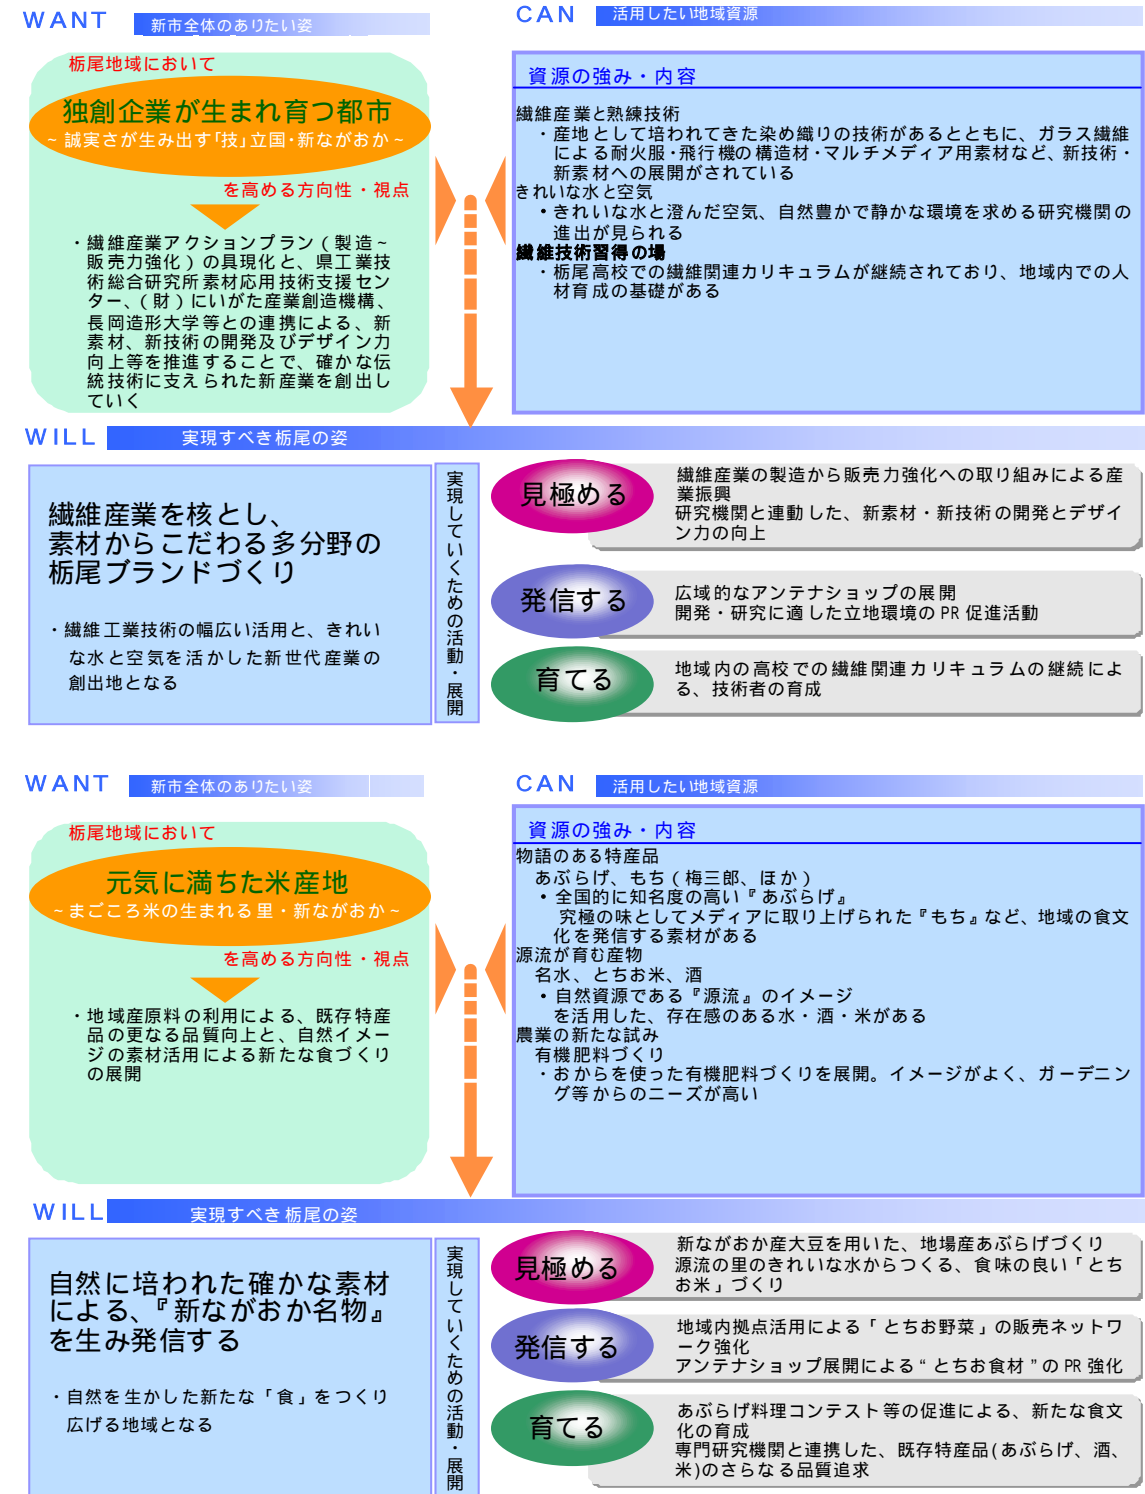 WANT
新市全体のありたい姿
栃尾地域において
独創企業が生まれ育つ都市
~誠実さが生み出す「技」立国・新ながおか~
を高める方向性・視点
・繊維産業アクションプラン(製造~
販売力強化)の具現化と、県工業技
術総合研究所素材応用技術支援セン
ター、(財)にいがた産業創造機構、
長岡造形大学等との連携による、新
素材、新技術の開発及びデザイン力
向上等を推進することで、確かな伝
統技術に支えられた新産業を創出し
ていく
CAN
活用したい地域資源
資源の強み・内容
繊維産業と熟練技術
・産地として培われてきた染め織りの技術があるとともに、ガラス繊維
による耐火服・飛行機の構造材・マルチメディア用素材など、新技術・
新素材への展開がされている
きれいな水と空気
・きれいな水と澄んだ空気、自然豊かで静かな環境を求める研究機関の
進出が見られる
繊維技術習得の場
・栃尾高校での繊維関連カリキュラムが継続されており、地域内での人
材育成の基礎がある
WILL
実現すべき栃尾の姿
繊維産業を核とし、
素材からこだわる多分野の
栃尾ブランドづくり
・繊維工業技術の幅広い活用と、きれい
な水と空気を活かした新世代産業の
創出地となる
実現していくための活動・展開
見極める
繊維産業の製造から販売力強化への取り組みによる産
業振興
研究機関と連動した、新素材・新技術の開発とデザイ
ン力の向上
発信する
広域的なアンテナショップの展開
開発・研究に適した立地環境のPR促進活動
育てる
地域内の高校での繊維関連カリキュラムの継続によ
る、技術者の育成
WANT
新市全体のありたい姿
栃尾地域において
元気に満ちた米産地
~まごころ米の生まれる里・新ながおか~
を高める方向性・視点
・地域産原料の利用による、既存特産
品の更なる品質向上と、自然イメー
ジの素材活用による新たな食づくり
の展開
CAN
活用したい地域資源
資源の強み・内容
物語のある特産品
あぶらげ、もち(梅三郎、ほか)
・全国的に知名度の高い『あぶらげ』
究極の味としてメディアに取り上げられた『もち』など、地域の食文
化を発信する素材がある
源流が育む産物
名水、とちお米、酒
・自然資源である『源流』のイメージ
を活用した、存在感のある水・酒・米がある
農業の新たな試み
有機肥料づくり
・おからを使った有機肥料づくりを展開。イメージがよく、ガーデニン
グ等からのニーズが高い
WILL
実現すべき栃尾の姿
自然に培われた確かな素材
による、『新ながおか名物』
を生み発信する
・自然を生かした新たな「食」をつくり
広げる地域となる
実現していくための活動・展開
見極める
新ながおか産大豆を用いた、地場産あぶらげづくり
源流の里のきれいな水からつくる、食味の良い「とち
お米」づくり
発信する
地域内拠点活用による「とちお野菜」の販売ネットワ
ーク強化
アンテナショップ展開による“とちお食材”のPR強化
育てる
あぶらげ料理コンテスト等の促進による、新たな食文
化の育成
専門研究機関と連携した、既存特産品(あぶらげ、酒、
米)のさらなる品質追求